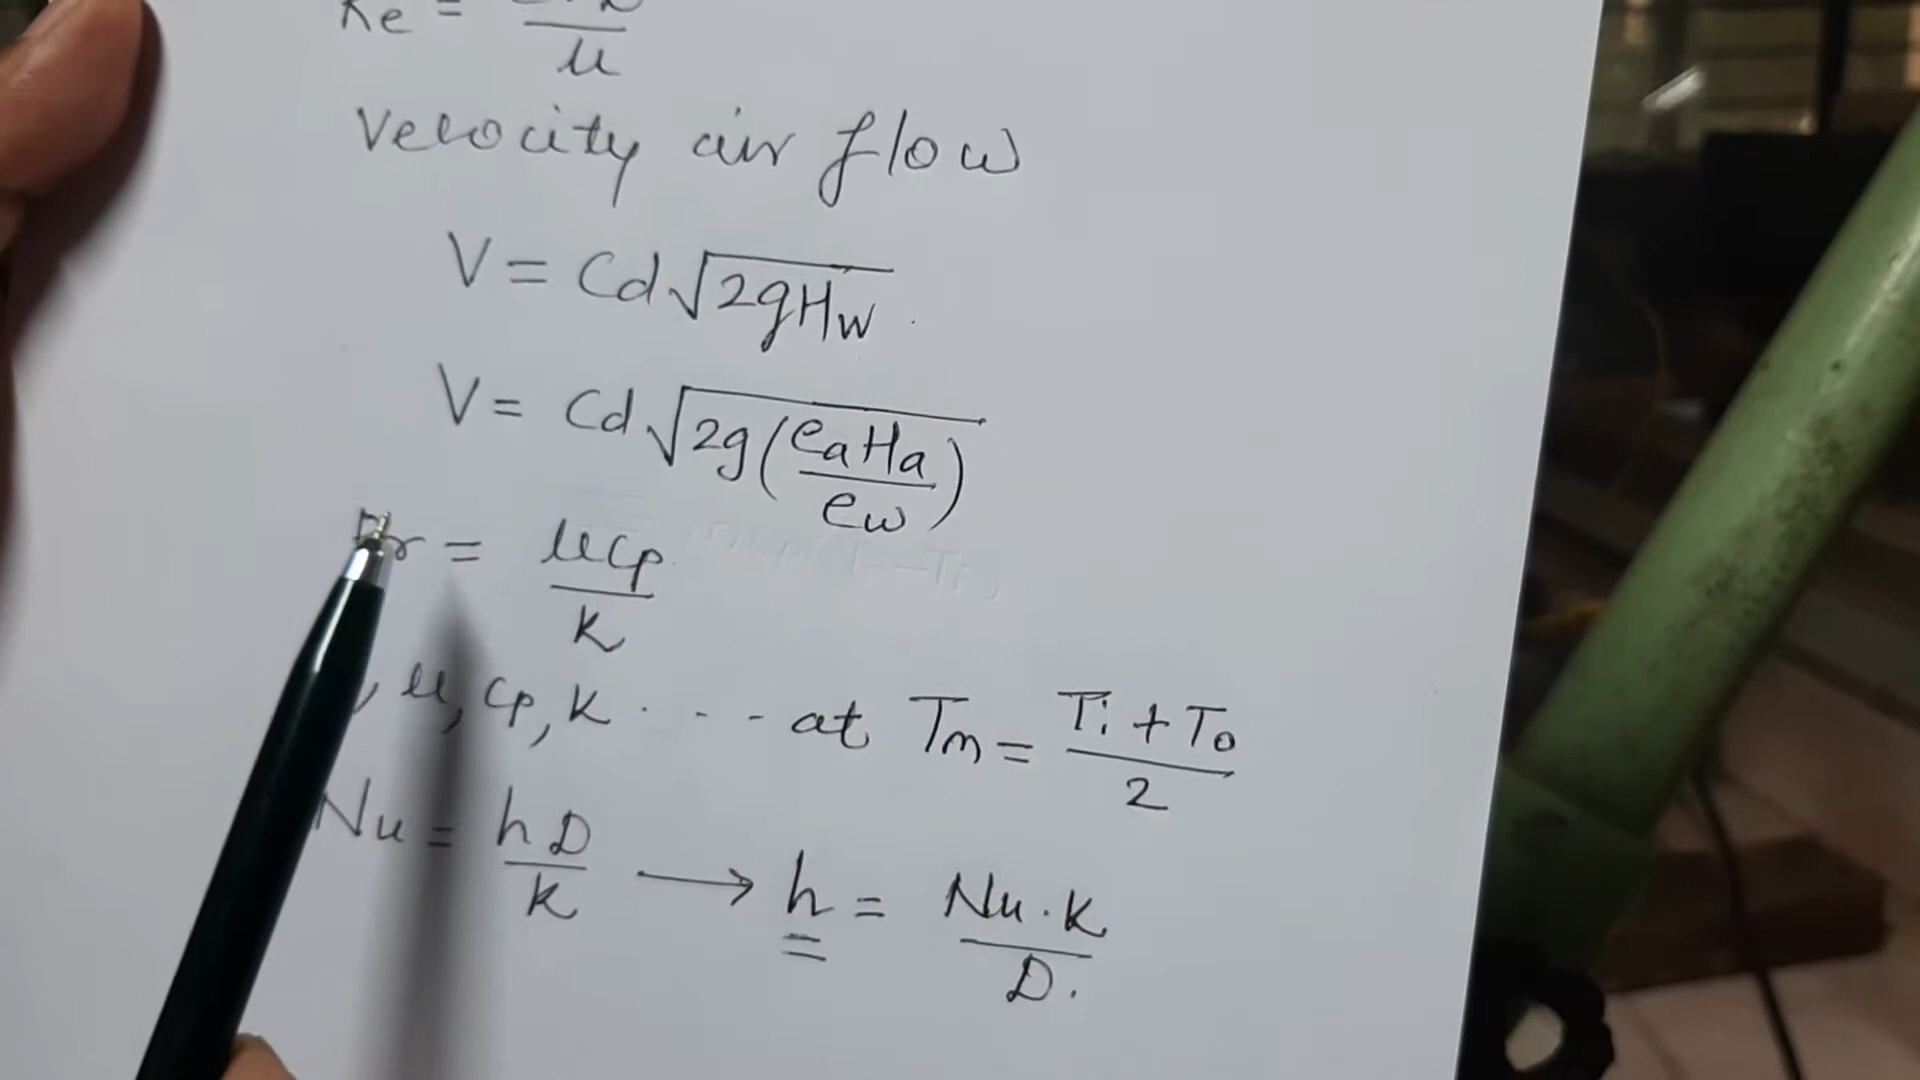 Re = / μ
Velocity air flow
V = Cd √2gHw
V = Cd √2g(ρaHa/ρw)
Pr = μCp/K
, μ, Cp, K . - - - at Tm = Ti + To/2
Nu = hD/K → h = Nu.K/D.